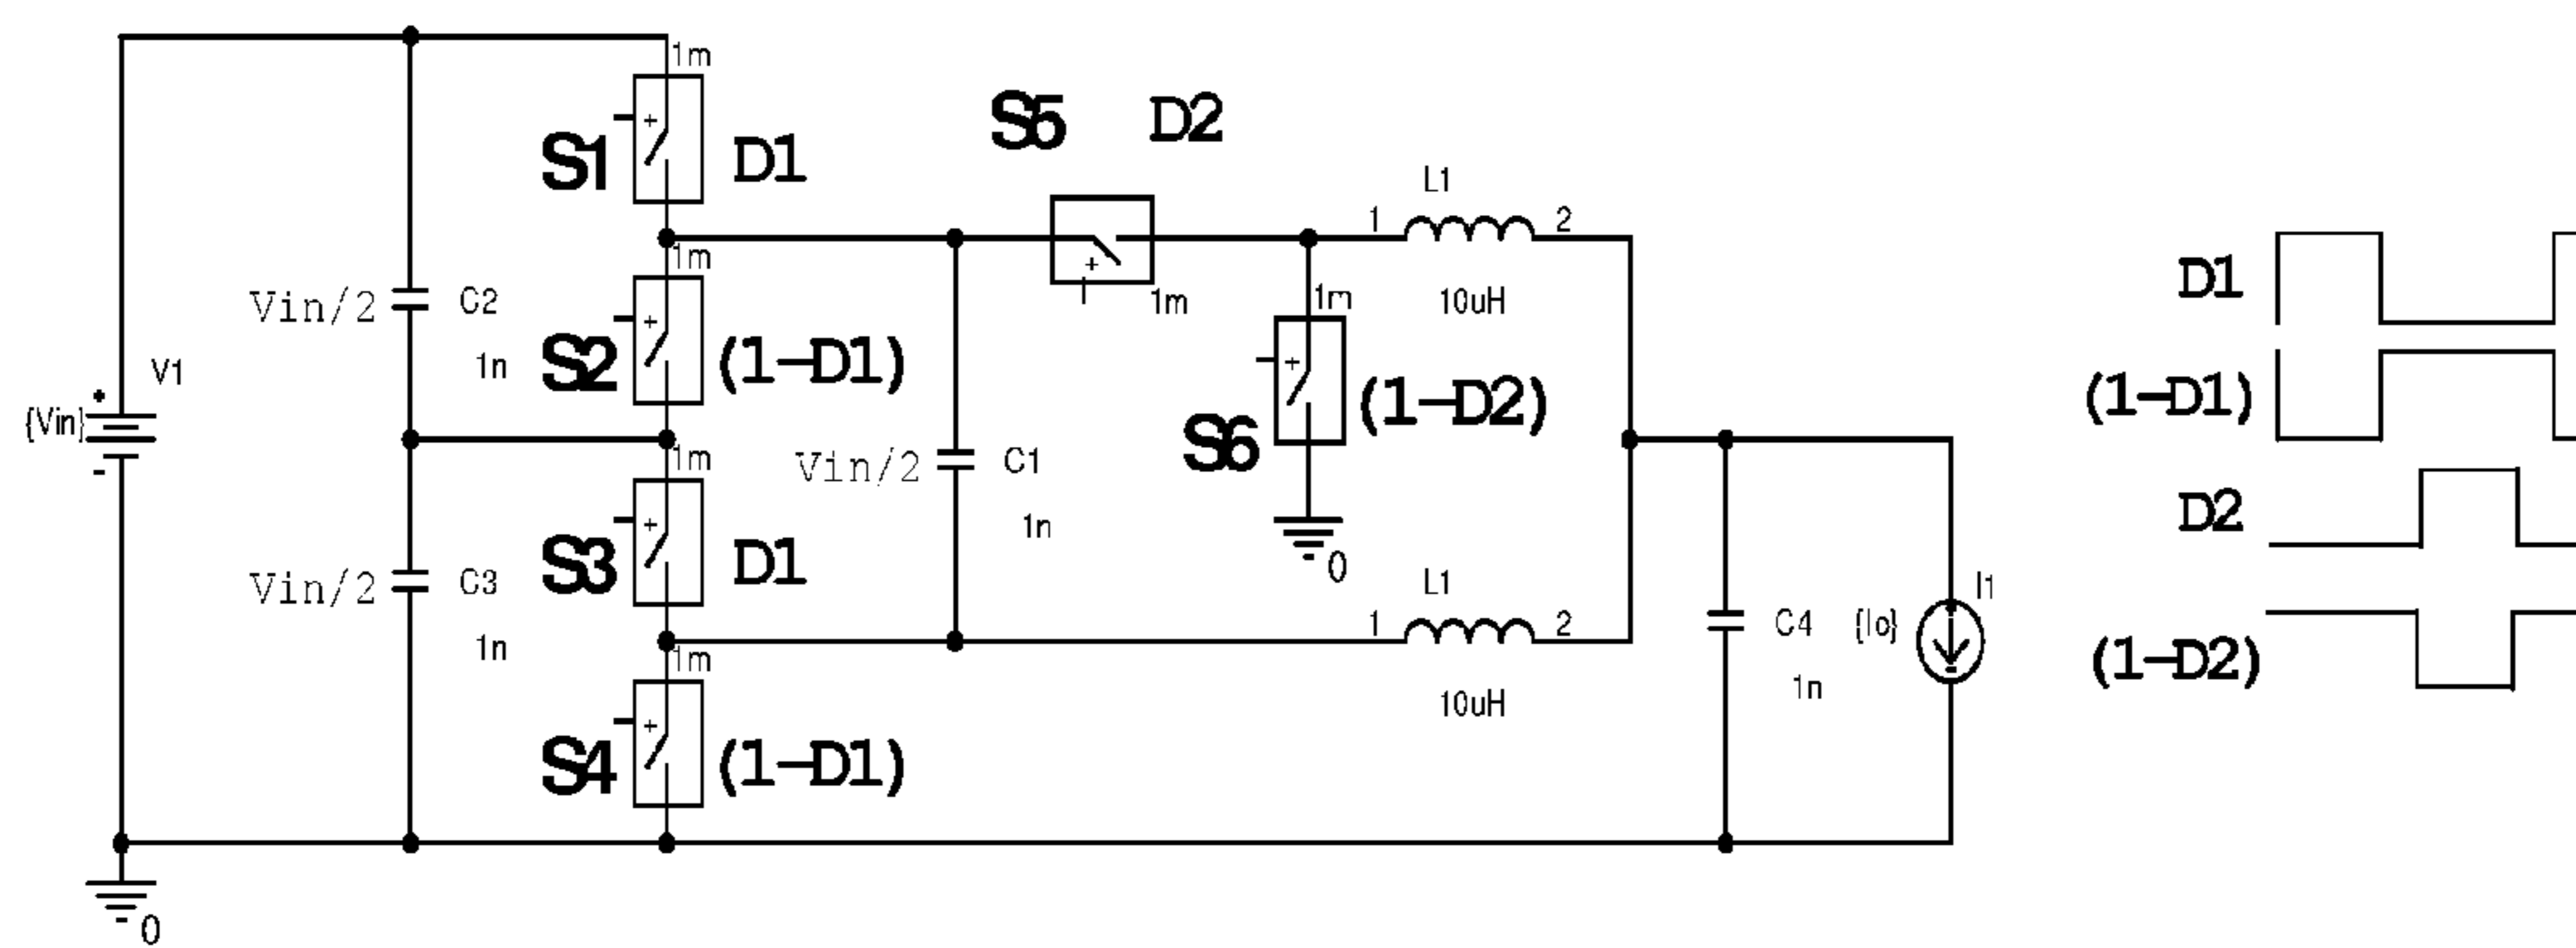 1m
S1
D1
S5
D2
L1
1
2
10uH
1m
1m
Vin/2
C2
1n
S2
(1-D1)
V1
{Vin}
1m
S6
(1-D2)
0
1m
Vin/2
C1
1n
S3
D1
Vin/2
C3
1n
L1
1
2
10uH
1m
S4
(1-D1)
C4
1n
{Io}
I1
0
D1
(1-D1)
D2
(1-D2)